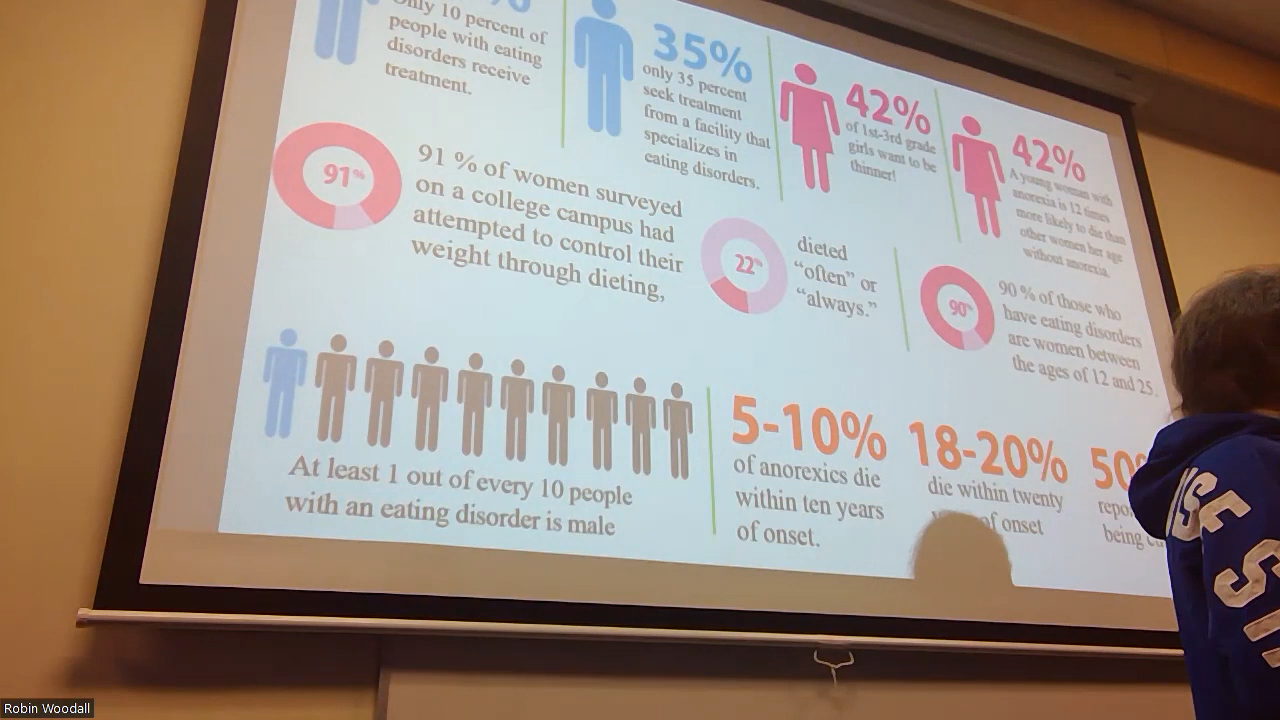 Only 10 percent of
people with eating
disorders receive
treatment.
35%
only 35 percent
seek treatment
from a facility that
specializes in
eating disorders.
42%
of 1st-3rd grade
girls want to be
thinner!
42%
A young woman with
anorexia is 12 times
more likely to die than
other women her age
without anorexia.
91%
91 % of women surveyed
on a college campus had
attempted to control their
weight through dieting,
22%
dieted
“often” or
“always.”
90%
90 % of those who
have eating disorders
are women between
the ages of 12 and 25.
At least 1 out of every 10 people
with an eating disorder is male
5-10%
of anorexics die
within ten years
of onset.
18-20%
die within twenty
of onset
being
Robin Woodall